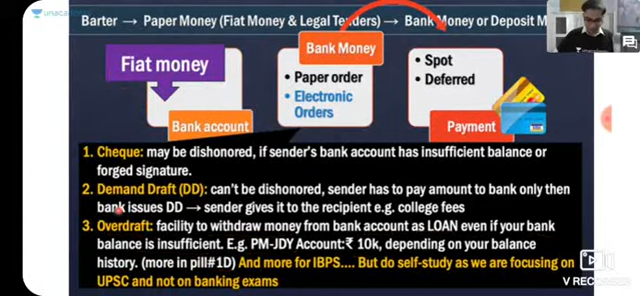 unacademy
Barter → Paper Money (Fiat Money & Legal Tenders) → Bank Money or Deposit M
Fiat money
Bank account
Bank Money
• Paper order
• Electronic
Orders
• Spot
• Deferred
Payment
1. Cheque: may be dishonored, if sender's bank account has insufficient balance or
forged signature.
2. Demand Draft (DD): can't be dishonored, sender has to pay amount to bank only then
bank issues DD → sender gives it to the recipient e.g. college fees
3. Overdraft: facility to withdraw money from bank account as LOAN even if your bank
balance is insufficient. E.g. PM-JDY Account:₹ 10k, depending on your balance
history. (more in pill#1D) And more for IBPS.... But do self-study as we are focusing on
UPSC and not on banking exams
V RECO